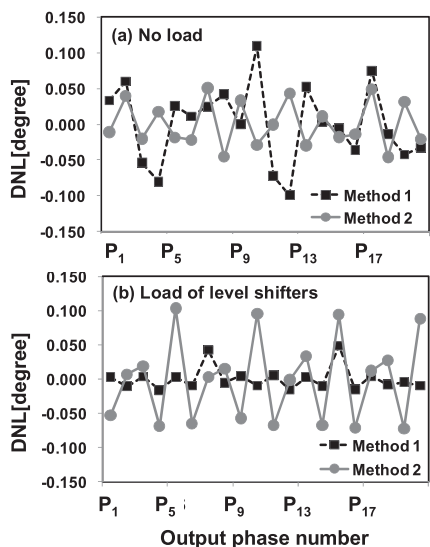 0.150
(a) No load
0.100
0.050
0.000
-0.050
-0.100
-0.150
DNL[degree]
Method 1
Method 2
P1 P5 P9 P13 P17
0.150
(b) Load of level shifters
0.100
0.050
0.000
-0.050
-0.100
-0.150
DNL[degree]
Method 1
Method 2
P1 P5 P9 P13 P17
Output phase number